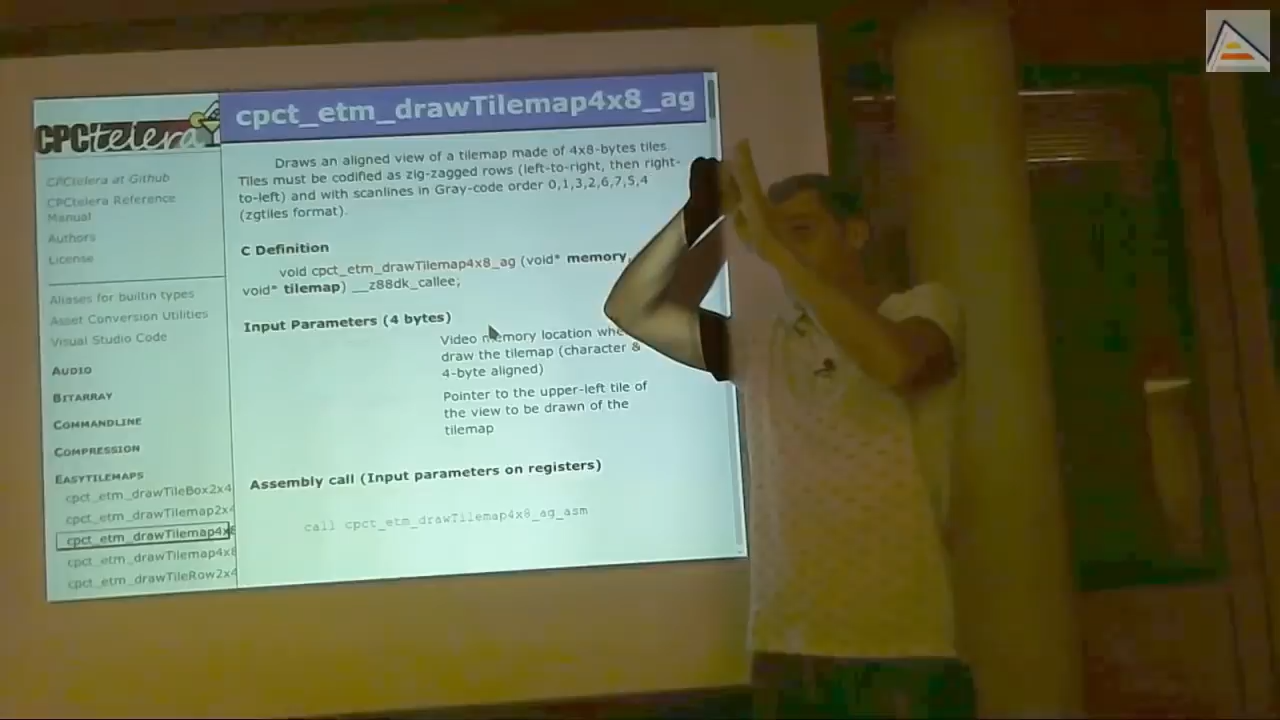 CPCtelera
CPCtelera at Github
CPCtelera Reference
Manual
Authors
License
Aliases for builtin types
Asset Conversion Utilities
Visual Studio Code
AUDIO
BITARRAY
COMMANDLINE
COMPRESSION
EASYTILEMAPS
cpct_etm_drawTileBox2x4
cpct_etm_drawTilemap2x4
cpct_etm_drawTilemap4x8
cpct_etm_drawTilemap4x8
cpct_etm_drawTileRow2x4
cpct_etm_drawTilemap4x8_ag
Draws an aligned view of a tilemap made of 4x8-bytes tiles.
Tiles must be codified as zig-zagged rows (left-to-right, then right-
to-left) and with scanlines in Gray-code order 0,1,3,2,6,7,5,4
(zgtiles format).
C Definition
void cpct_etm_drawTilemap4x8_ag (void* memory,
void* tilemap) __z88dk_callee;
Input Parameters (4 bytes)
Video memory location
draw the tilemap (character &
4-byte aligned)
Pointer to the upper-left tile of
the view to be drawn of the
tilemap
Assembly call (Input parameters on registers)
call cpct_etm_drawTilemap4x8_ag_asm